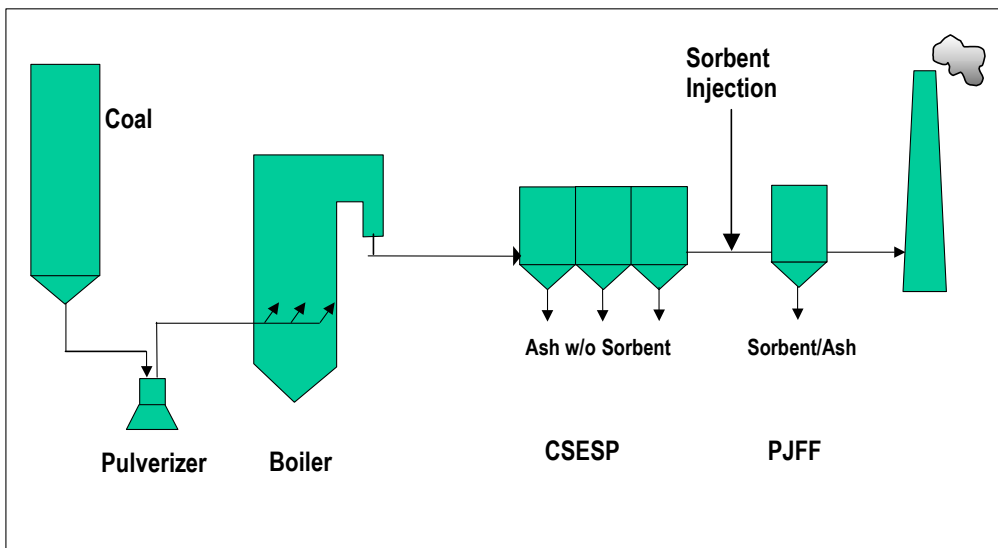 Sorbent
Injection
Coal
Ash w/o Sorbent
Sorbent/Ash
Pulverizer
Boiler
CSESP
PJFF